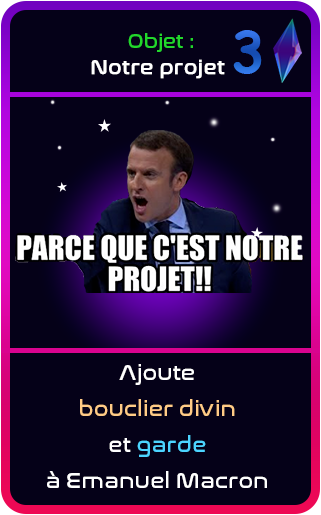 Objet :
Notre projet
3
PARCE QUE C'EST NOTRE
PROJET!!
Ajoute
bouclier divin
et garde
à Emanuel Macron